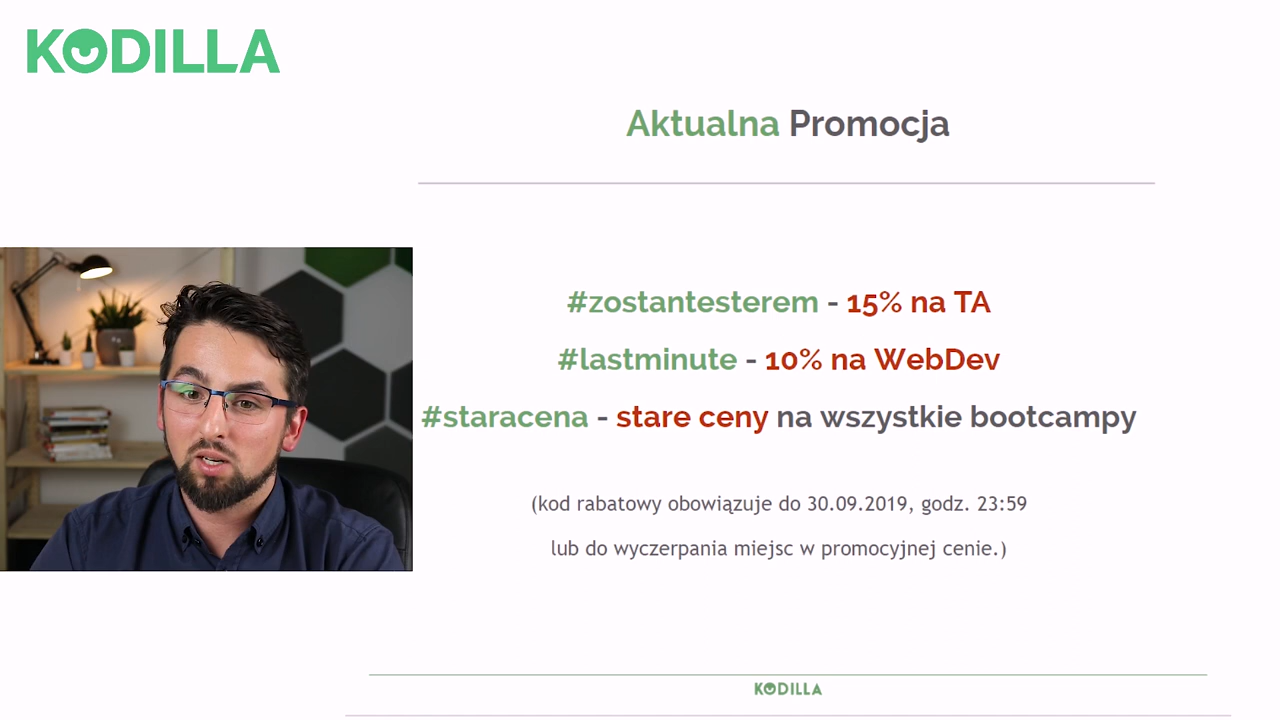 KODILLA
Aktualna Promocja
#zostantesterem - 15% na TA
#lastminute - 10% na WebDev
#staracena - stare ceny na wszystkie bootcampy
(kod rabatowy obowiązuje do 30.09.2019, godz. 23:59
lub do wyczerpania miejsc w promocyjnej cenie.)
KODILLA